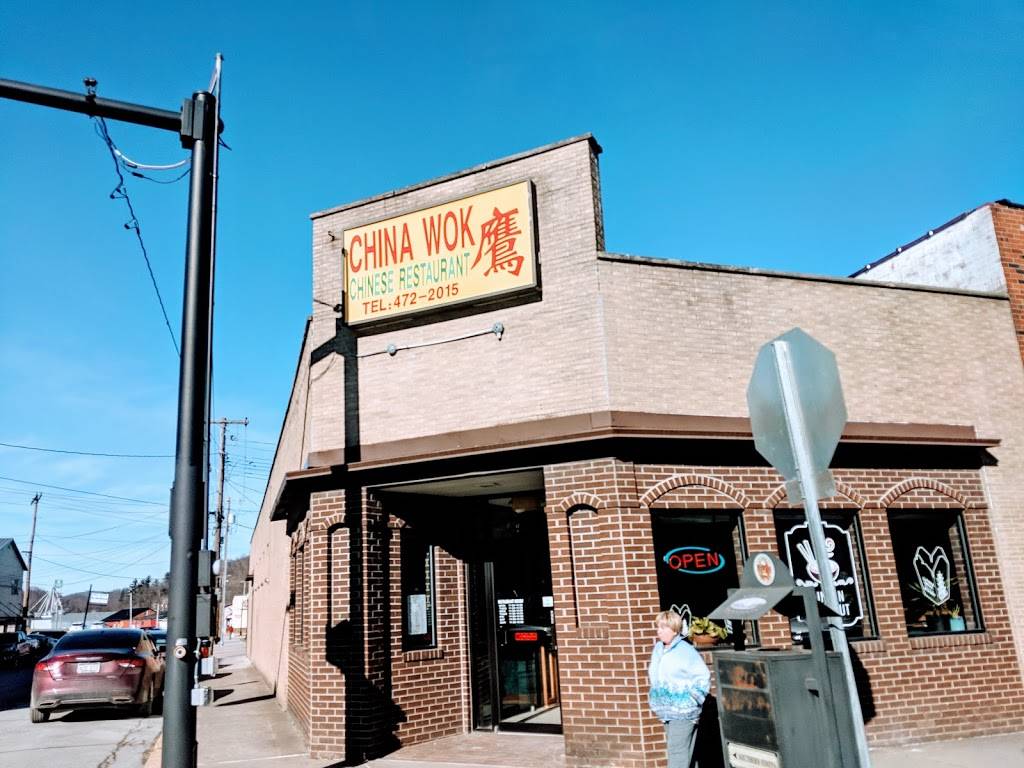 CHINA WOK 鷹
CHINESE RESTAURANT
TEL: 472-2015
OPEN